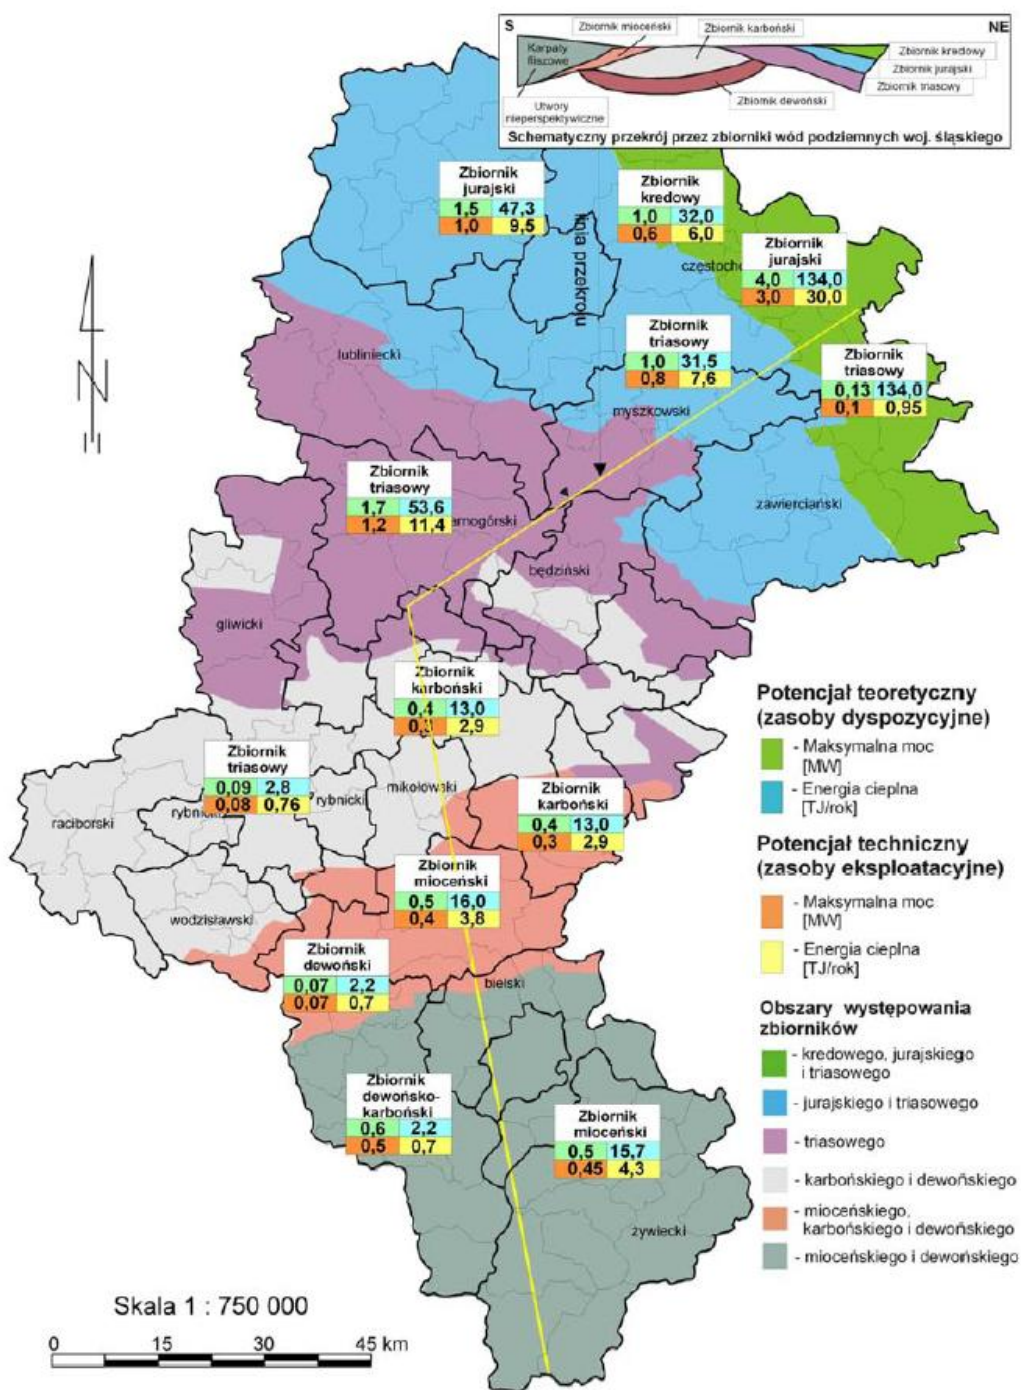 S
NE
Zbiornik mioceński
Zbiornik karboński
Karpaty
fliszowe
Zbiornik kredowy
Zbiornik jurajski
Zbiornik triasowy
Zbiornik dewoński
Utwory
nieperspektywiczne
Schematyczny przekrój przez zbiorniki wód podziemnych woj. śląskiego
Zbiornik
jurajski
1,5 47,3
1,0 9,5
Zbiornik
kredowy
1,0 32,0
0,6 6,0
linia przekroju
często
Zbiornik
jurajski
4,0 134,0
3,0 30,0
Zbiornik
triasowy
1,0 31,5
0,8 7,6
Zbiornik
triasowy
0,13 134,0
0,1 0,95
lubliniecki
myszkowski
N
Zbiornik
triasowy
1,7 53,6
1,2 11,4
rnogórski
zawierciański
będziński
gliwicki
Zbiornik
karboński
0,4 13,0
0,3 2,9
Zbiornik
triasowy
0,09 2,8
0,08 0,76
mikołowski
rybnicki
raciborski
Zbiornik
karboński
0,4 13,0
0,3 2,9
Zbiornik
mioceński
0,5 16,0
0,4 3,8
wodzisławski
Zbiornik
dewoński
0,07 2,2
0,07 0,7
bielski
Zbiornik
dewońsko-
karboński
0,6 2,2
0,5 0,7
Zbiornik
mioceński
0,5 15,7
0,45 4,3
żywiecki
Potencjał teoretyczny
(zasoby dyspozycyjne)
- Maksymalna moc
[MW]
- Energia cieplna
[TJ/rok]
Potencjał techniczny
(zasoby eksploatacyjne)
- Maksymalna moc
[MW]
- Energia cieplna
[TJ/rok]
Obszary występowania
zbiorników
- kredowego, jurajskiego
i triasowego
- jurajskiego i triasowego
- triasowego
- karbońskiego i dewońskiego
- mioceńskiego,
karbońskiego i dewońskiego
- mioceńskiego i dewońskiego
Skala 1 : 750 000
0 15 30 45 km